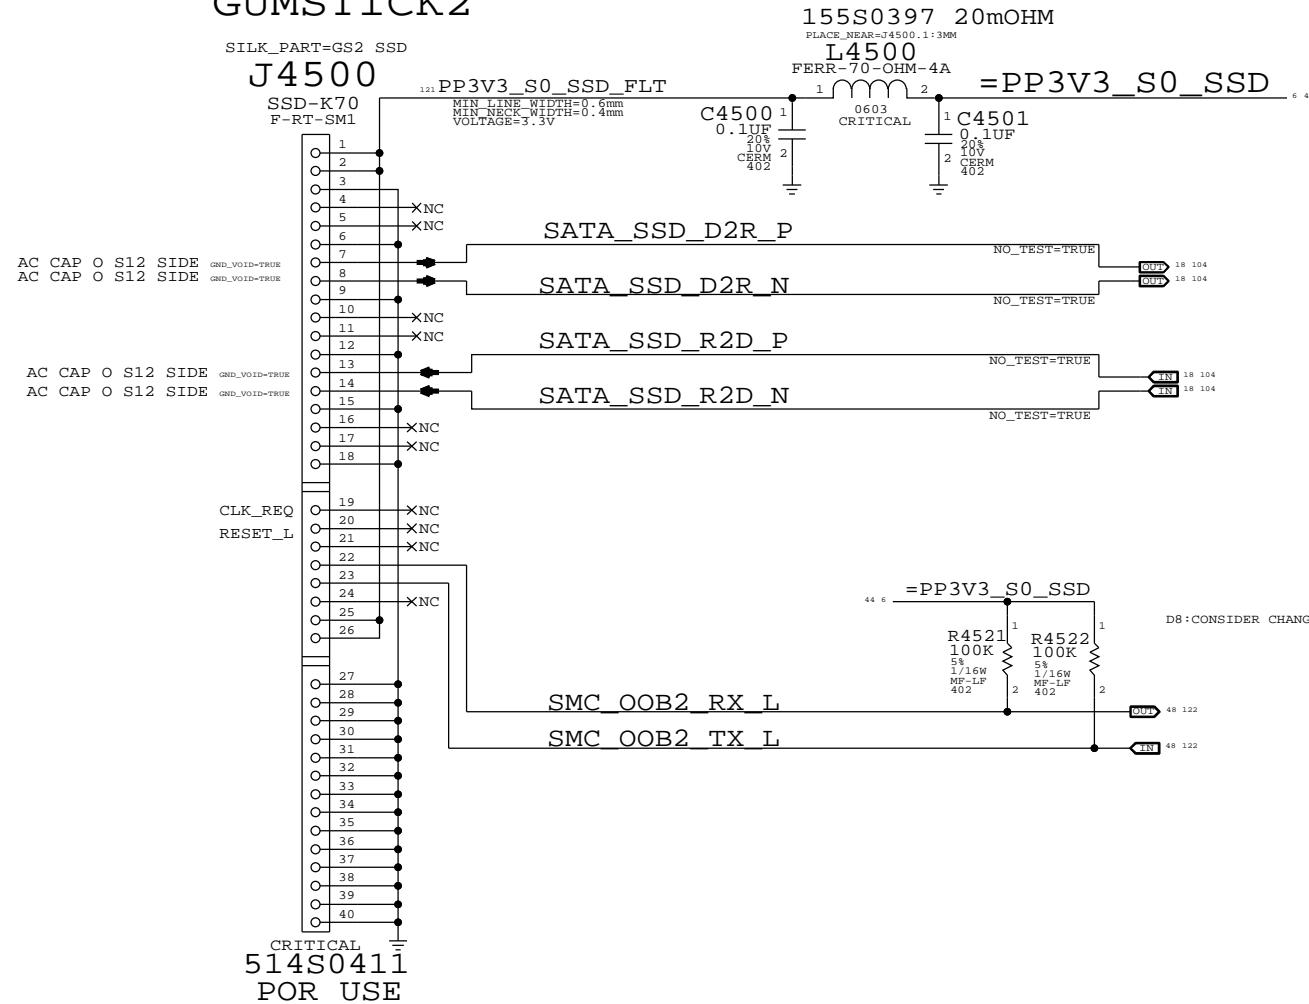 GUMSTICK2
155S0397 20mOHM
PLACE_NEAR=J4500.1:3MM
SILK_PART=GS2 SSD
J4500
SSD-K70
F-RT-SM1
L4500
FERR-70-OHM-4A
121 PP3V3_S0_SSD_FLT
MIN_LINE_WIDTH=0.6mm
MIN_NECK_WIDTH=0.4mm
VOLTAGE=3.3V
1 2
0603
CRITICAL
=PP3V3_S0_SSD 6 4
C4500 1
0.1UF
20%
10V 2
CERM
402
1 C4501
0.1UF
20%
10V
2 CERM
402
1
2
3
4 NC
5 NC
6
SATA_SSD_D2R_P
NO_TEST=TRUE
AC CAP O S12 SIDE GND_VOID=TRUE 7 OUT 18 104
AC CAP O S12 SIDE GND_VOID=TRUE 8 OUT 18 104
SATA_SSD_D2R_N
NO_TEST=TRUE
9
10 NC
11 NC
12
SATA_SSD_R2D_P
NO_TEST=TRUE
AC CAP O S12 SIDE GND_VOID=TRUE 13 IN 18 104
AC CAP O S12 SIDE GND_VOID=TRUE 14 IN 18 104
SATA_SSD_R2D_N
NO_TEST=TRUE
15
16 NC
17 NC
18
CLK_REQ 19 NC
20 NC
RESET_L 21 NC
22
23
24 NC
25
26
44 6 =PP3V3_S0_SSD
D8:CONSIDER CHANG
R4521 1
100K
5%
1/16W
MF-LF
402 2
R4522 1
100K
5%
1/16W
MF-LF
402 2
27
28
SMC_OOB2_RX_L OUT 48 122
29
30
SMC_OOB2_TX_L IN 48 122
31
32
33
34
35
36
37
38
39
40
CRITICAL
514S0411
POR USE